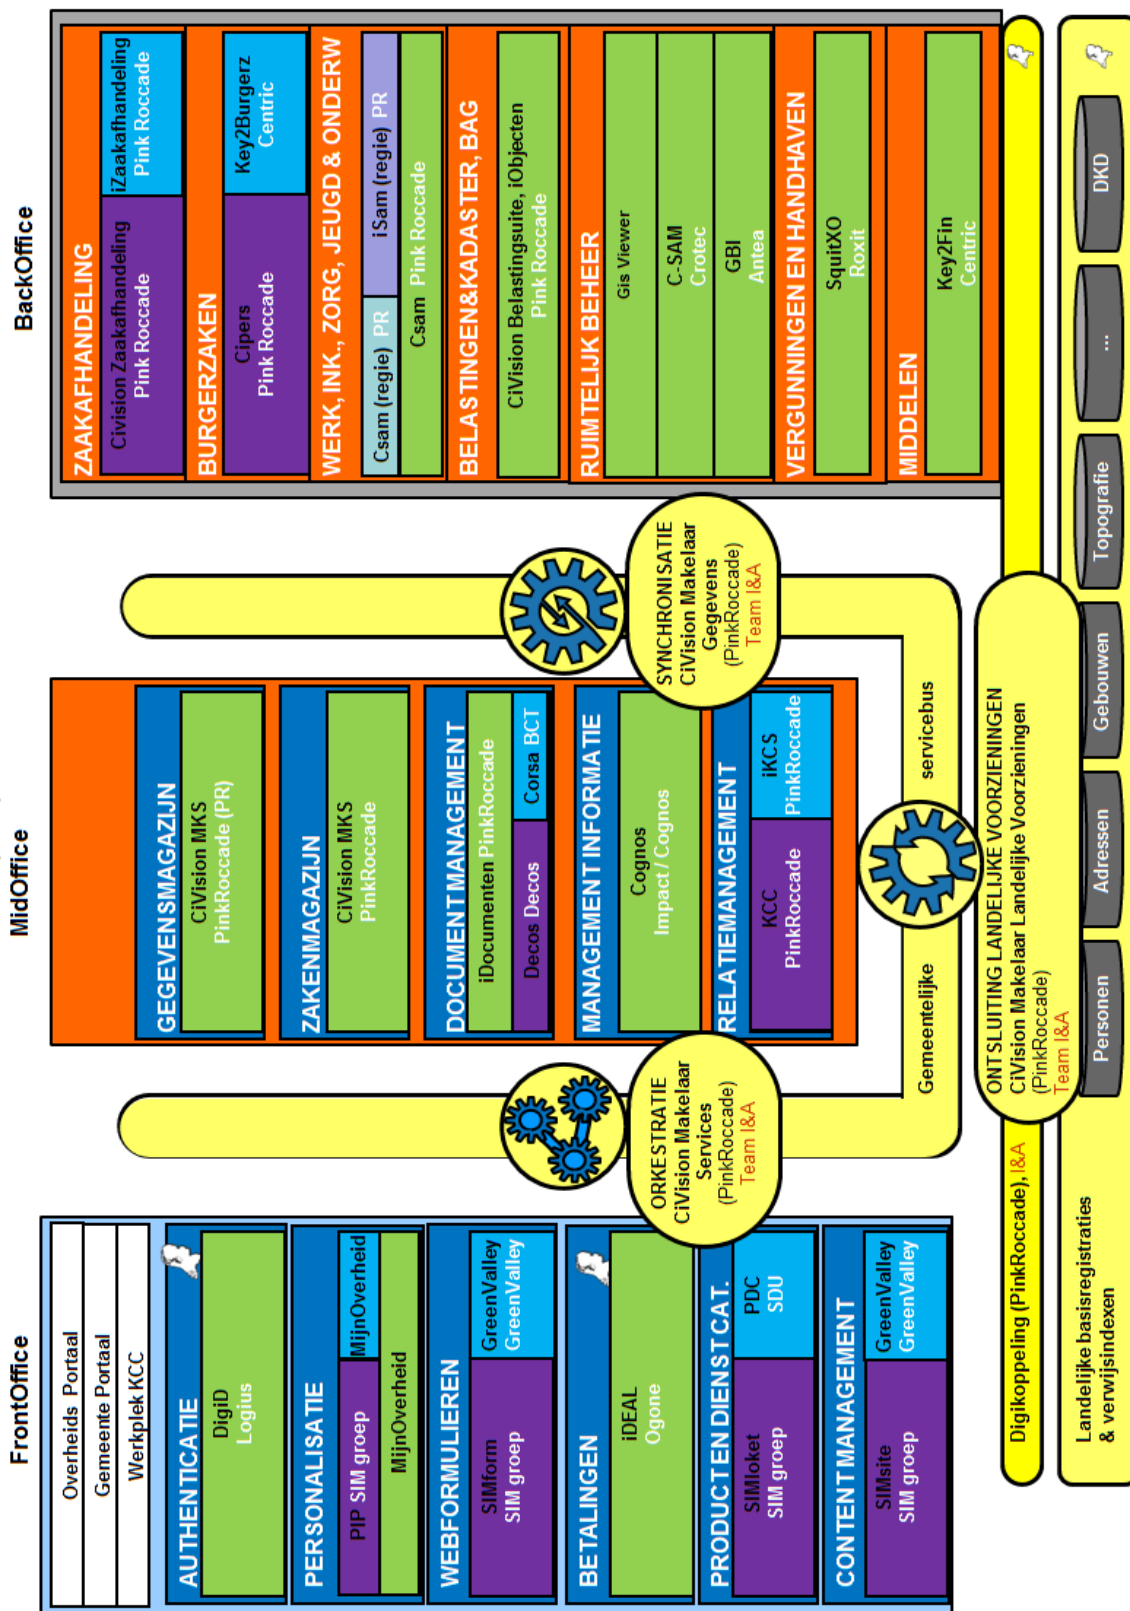 FrontOffice
Overheids Portaal
Gemeente Portaal
Werkplek KCC
AUTHENTICATIE
DigiD
Logius
PERSONALISATIE
PIP SIM groep
MijnOverheid
MijnOverheid
WEBFORMULIEREN
SIMform
SIM groep
GreenValley
GreenValley
BETALINGEN
iDEAL
Ogone
PRODUCTEN DIENST CAT.
SIMloket
SIM groep
PDC
SDU
CONTENTMANAGEMENT
SIMsite
SIM groep
GreenValley
GreenValley
ORKESTRATIE
CiVision Makelaar
Services
(PinkRoccade)
Team I&A
MidOffice
GEGEVENSMAGAZIJN
CiVision MKS
PinkRoccade (PR)
ZAKENMAGAZIJN
CiVision MKS
PinkRoccade
DOCUMENTMANAGEMENT
iDocumenten PinkRoccade
Decos Decos
Corsa BCT
MANAGEMENT INFORMATIE
Cognos
Impact / Cognos
RELATIEMANAGEMENT
KCC
PinkRoccade
iKCS
PinkRoccade
SYNCHRONISATIE
CiVision Makelaar
Gegevens
(PinkRoccade)
Team I&A
Gemeentelijke
servicebus
BackOffice
ZAAKAFHANDELING
Civision Zaakafhandeling
Pink Roccade
iZaakafhandeling
Pink Roccade
BURGERZAKEN
Cipers
Pink Roccade
Key2Burgerz
Centric
WERK, INK., ZORG, JEUGD & ONDERW
Csam (regie) PR
iSam (regie) PR
Csam Pink Roccade
BELASTINGEN&KADASTER, BAG
CiVision Belastingsuite, iObjecten
Pink Roccade
RUIMTELIJK BEHEER
Gis Viewer
C-SAM
Crotec
GBI
Antea
VERGUNNINGEN EN HANDHAVEN
SquitXO
Roxit
MIDDELEN
Key2Fin
Centric
Digikoppeling (PinkRoccade), I&A
ONTSLUITING LANDELIJKE VOORZIENINGEN
CiVision Makelaar Landelijke Voorzieningen
(PinkRoccade)
Team I&A
Landelijke basisregistraties
& verwijsindexen
Personen
Adressen
Gebouwen
Topografie
...
DKD